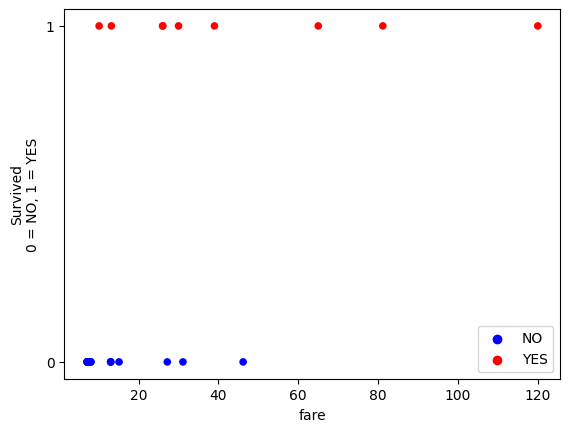 1
Survived
0 = NO, 1 = YES
0
NO
YES
20 40 60 80 100 120
fare